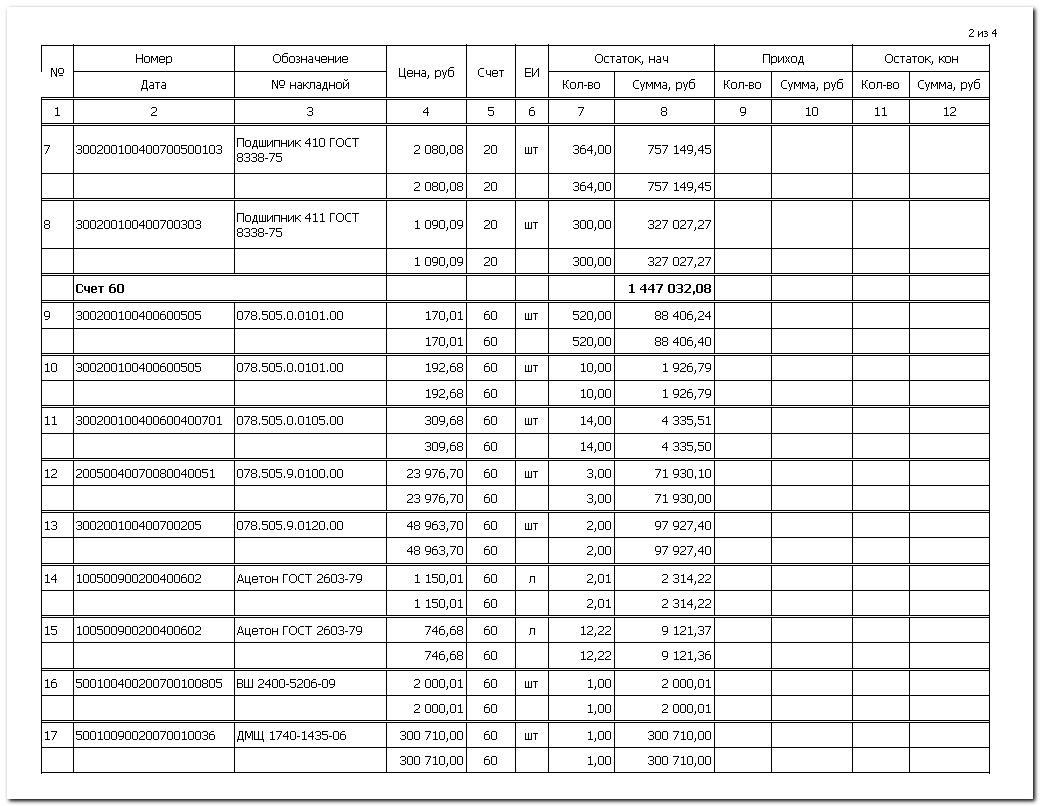 2 из 4
№ Номер Обозначение Цена, руб Счет ЕИ Остаток, нач Приход Остаток, кон
Дата № накладной Кол-во Сумма, руб Кол-во Сумма, руб Кол-во Сумма, руб
1 2 3 4 5 6 7 8 9 10 11 12
7 300200100400700500103 Подшипник 410 ГОСТ 8338-75 2 080,08 20 шт 364,00 757 149,45
2 080,08 20 364,00 757 149,45
8 300200100400700303 Подшипник 411 ГОСТ 8338-75 1 090,09 20 шт 300,00 327 027,27
1 090,09 20 300,00 327 027,27
Счет 60 1 447 032,08
9 300200100400600505 078.505.0.0101.00 170,01 60 шт 520,00 88 406,24
170,01 60 520,00 88 406,40
10 300200100400600505 078.505.0.0101.00 192,68 60 шт 10,00 1 926,79
192,68 60 10,00 1 926,79
11 300200100400600400701 078.505.0.0105.00 309,68 60 шт 14,00 4 335,51
309,68 60 14,00 4 335,50
12 20050040070080040051 078.505.9.0100.00 23 976,70 60 шт 3,00 71 930,10
23 976,70 60 3,00 71 930,00
13 300200100400700205 078.505.9.0120.00 48 963,70 60 шт 2,00 97 927,40
48 963,70 60 2,00 97 927,40
14 100500900200400602 Ацетон ГОСТ 2603-79 1 150,01 60 л 2,01 2 314,22
1 150,01 60 2,01 2 314,22
15 100500900200400602 Ацетон ГОСТ 2603-79 746,68 60 л 12,22 9 121,37
746,68 60 12,22 9 121,36
16 500100400200700100805 ВШ 2400-5206-09 2 000,01 60 шт 1,00 2 000,01
2 000,01 60 1,00 2 000,01
17 50010090020070010036 ДМЩ 1740-1435-06 300 710,00 60 шт 1,00 300 710,00
300 710,00 60 1,00 300 710,00